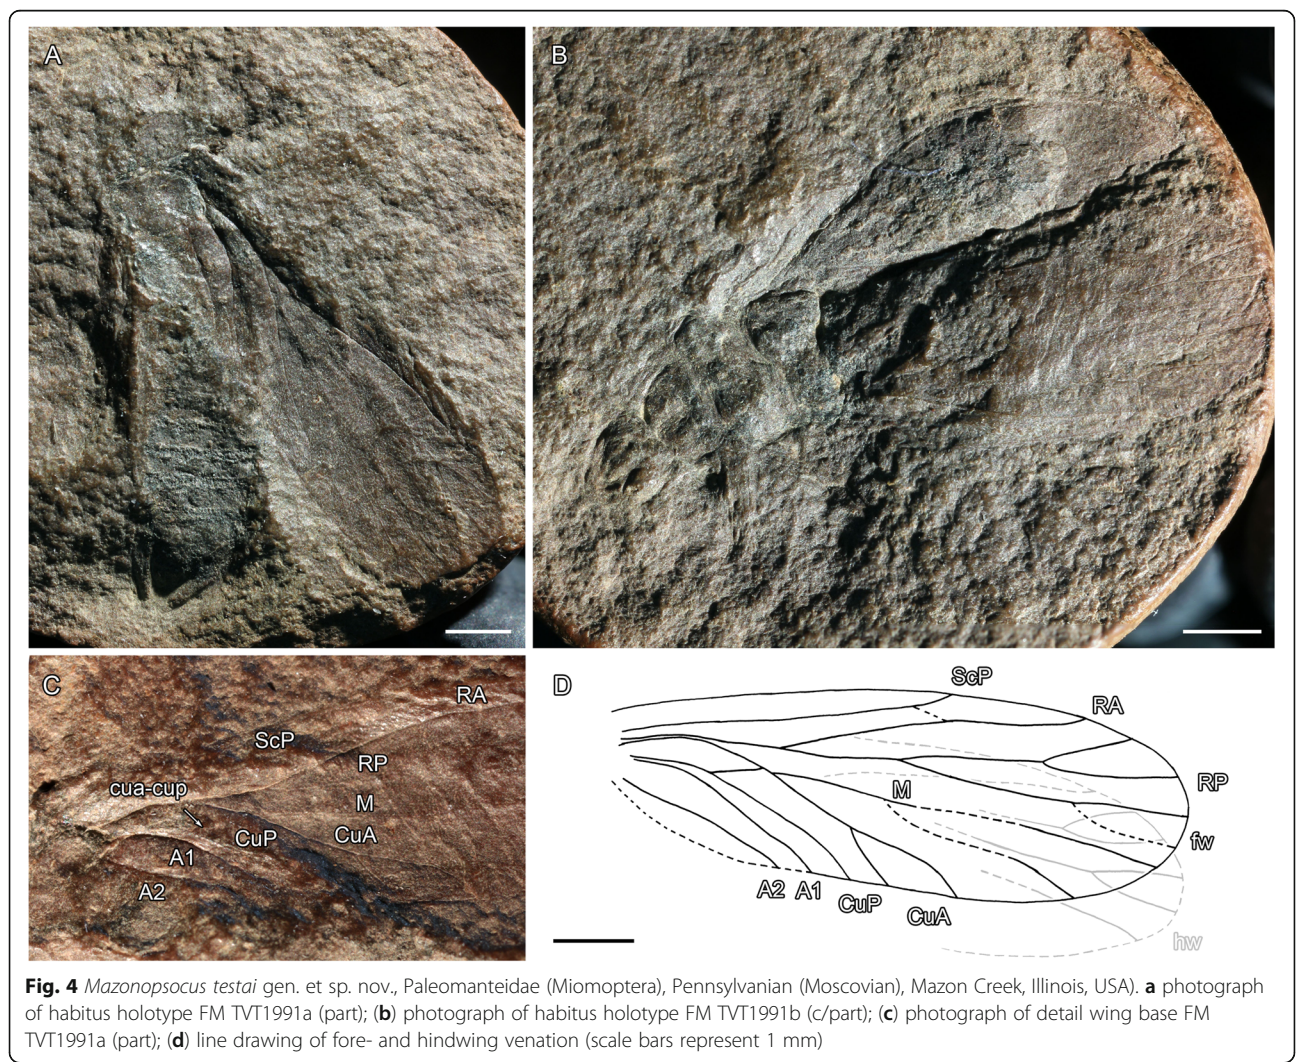 A
B
C
RA
ScP
RP
cua-cup
M
CuA
CuP
A1
A2
D
ScP
RA
RP
M
fw
A2 A1 CuP CuA
hw
Fig. 4 Mazonopsocus testai gen. et sp. nov., Paleomanteidae (Miomoptera), Pennsylvanian (Moscovian), Mazon Creek, Illinois, USA). a photograph
of habitus holotype FM TVT1991a (part); (b) photograph of habitus holotype FM TVT1991b (c/part); (c) photograph of detail wing base FM
TVT1991a (part); (d) line drawing of fore- and hindwing venation (scale bars represent 1 mm)